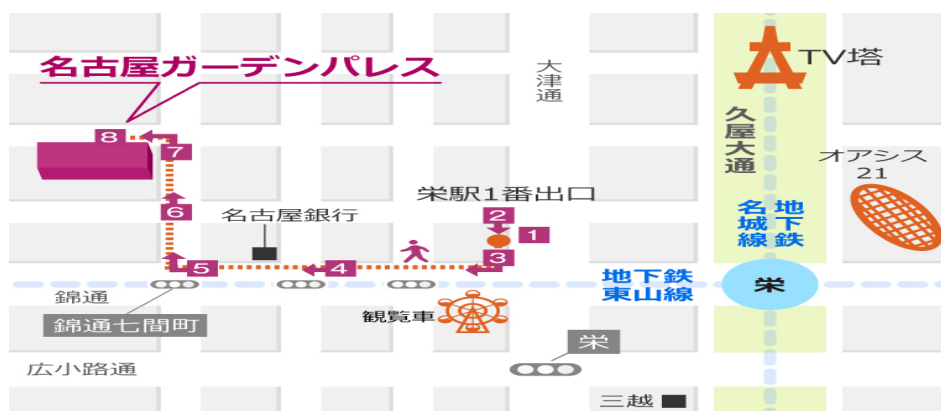 名古屋ガーデンパレス
大津通
TV塔
久屋大通
オアシス
21
8
7
6
5
4
3
2
1
栄駅1番出口
名古屋銀行
地下鉄
名城線
地下鉄
東山線
栄
錦通
錦通七間町
観覧車
栄
広小路通
三越